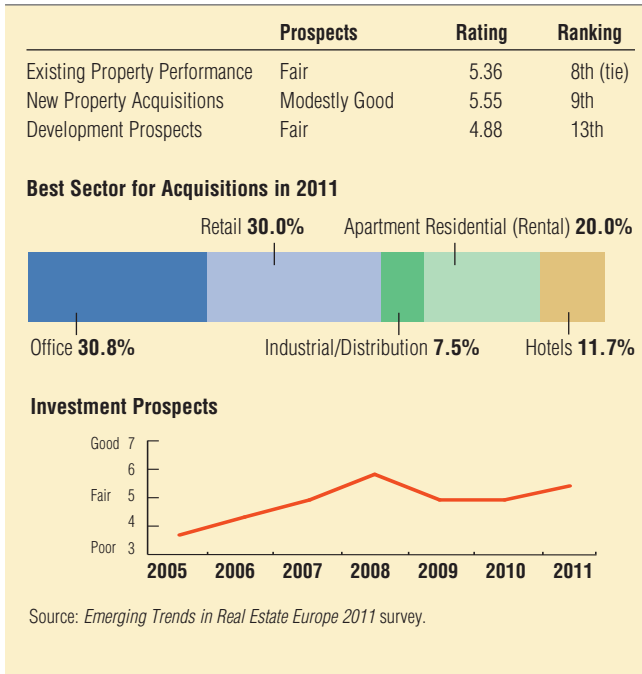 Prospects Rating Ranking
Existing Property Performance Fair 5.36 8th (tie)
New Property Acquisitions Modestly Good 5.55 9th
Development Prospects Fair 4.88 13th
Best Sector for Acquisitions in 2011
Retail 30.0% Apartment Residential (Rental) 20.0%
Office 30.8% Industrial/Distribution 7.5% Hotels 11.7%
Investment Prospects
Good 7
6
Fair 5
4
Poor 3
2005 2006 2007 2008 2009 2010 2011
Source: Emerging Trends in Real Estate Europe 2011 survey.